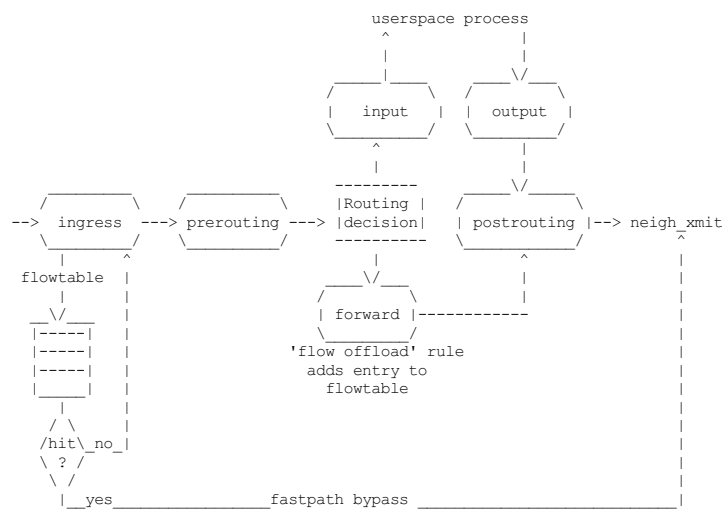 userspace process
input
output
Routing
decision
ingress
prerouting
postrouting
neigh_xmit
flowtable
forward
'flow offload' rule
adds entry to
flowtable
hit
?
no
yes
fastpath bypass